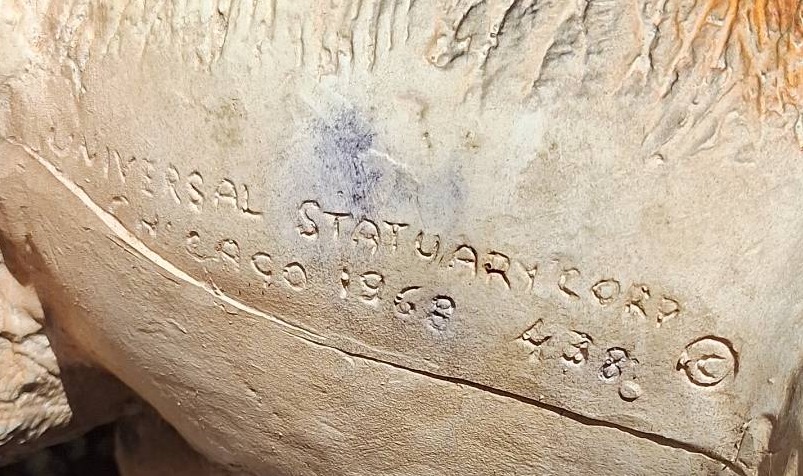 UNIVERSAL STATUARY CORP ©
CHICAGO 1968 438